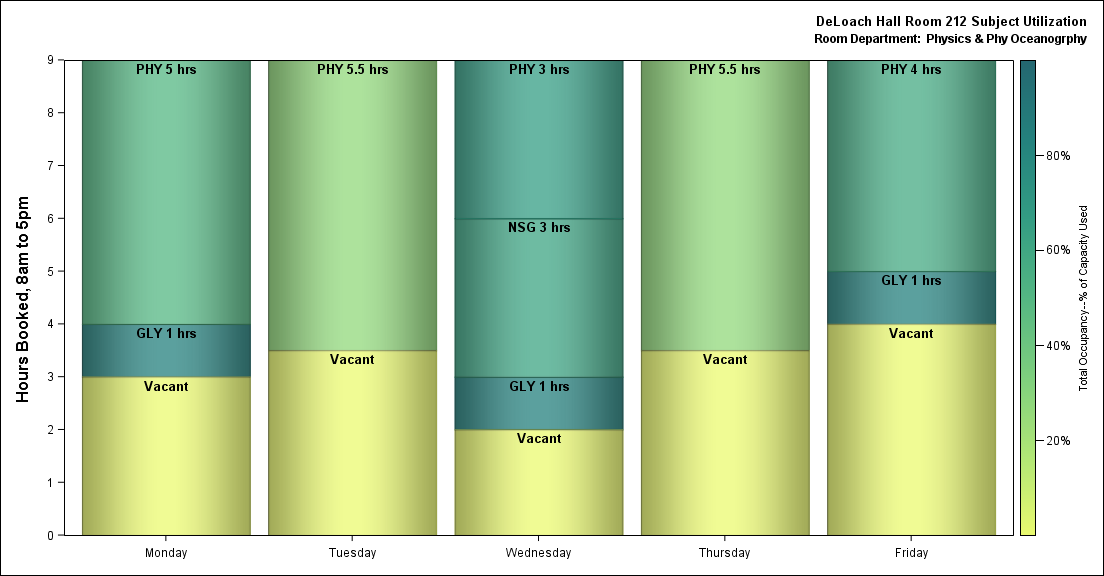 DeLoach Hall Room 212 Subject Utilization
Room Department: Physics & Phy Oceanogrphy
Hours Booked, 8am to 5pm
9
8
7
6
5
4
3
2
1
0
PHY 5 hrs
GLY 1 hrs
Vacant
Monday
PHY 5.5 hrs
Vacant
Tuesday
PHY 3 hrs
NSG 3 hrs
GLY 1 hrs
Vacant
Wednesday
PHY 5.5 hrs
Vacant
Thursday
PHY 4 hrs
GLY 1 hrs
Vacant
Friday
80%
60%
40%
20%
Total Occupancy--% of Capacity Used